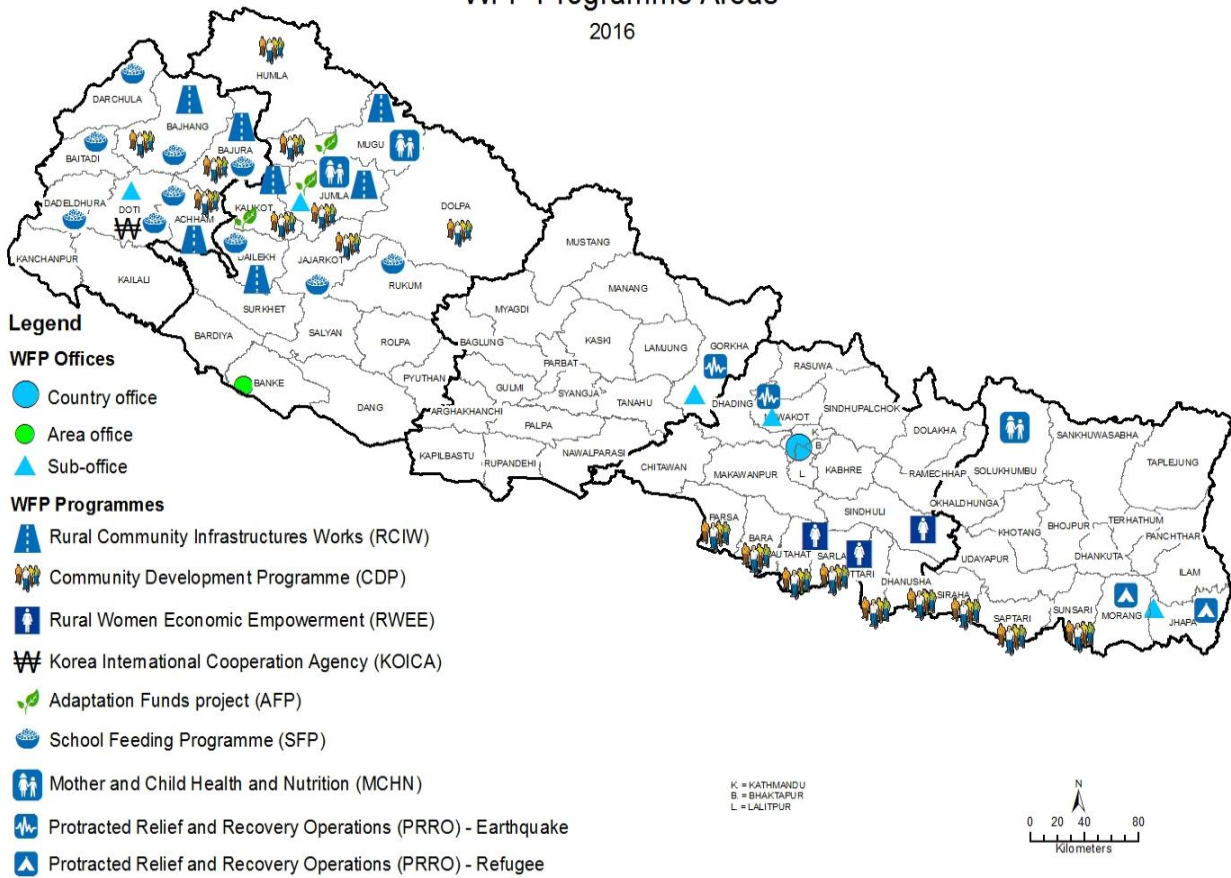 WFP Programme Areas
2016
HUMLA
DARCHULA
BAJHANG
MUGU
BAITADI
BAJURA
JUMLA
DADELDHURA
DOTI
ACHHAM
KALIKOT
DOLPA
MUSTANG
KANCHANPUR
DAILEKH
JAJARKOT
KAILALI
RUKUM
MANANG
SURKHET
MYAGDI
BARDIYA
SALYAN
ROLPA
BAGLUNG
KASKI
LAMJUNG
GORKHA
PARBAT
RASUWA
BANKE
PYUTHAN
GULMI
SYANGJA
DHADING
SINDHUPALCHOK
DANG
ARGHAKHANCHI
TANAHU
NUWAKOT
DOLAKHA
SANKHUWASABHA
PALPA
K.
B.
L.
KAPILBASTU
RUPANDEHI
NAWALPARASI
CHITAWAN
MAKAWANPUR
KABHRE
RAMECHHAP
SOLUKHUMBU
TAPLEJUNG
OKHALDHUNGA
PARSA
SINDHULI
KHOTANG
BHOJPUR
TERHATHUM
PANCHTHAR
BARA
AUTAHAT
SARLA
TTARI
UDAYAPUR
DHANKUTA
ILAM
DHANUSHA
SIRAHA
SAPTARI
SUNSARI
MORANG
JHAPA
Legend
WFP Offices
Country office
Area office
Sub-office
WFP Programmes
Rural Community Infrastructures Works (RCIW)
Community Development Programme (CDP)
Rural Women Economic Empowerment (RWEE)
Korea International Cooperation Agency (KOICA)
Adaptation Funds project (AFP)
School Feeding Programme (SFP)
Mother and Child Health and Nutrition (MCHN)
Protracted Relief and Recovery Operations (PRRO) - Earthquake
Protracted Relief and Recovery Operations (PRRO) - Refugee
K. = KATHMANDU
B. = BHAKTAPUR
L. = LALITPUR
N
0 20 40 80
Kilometers